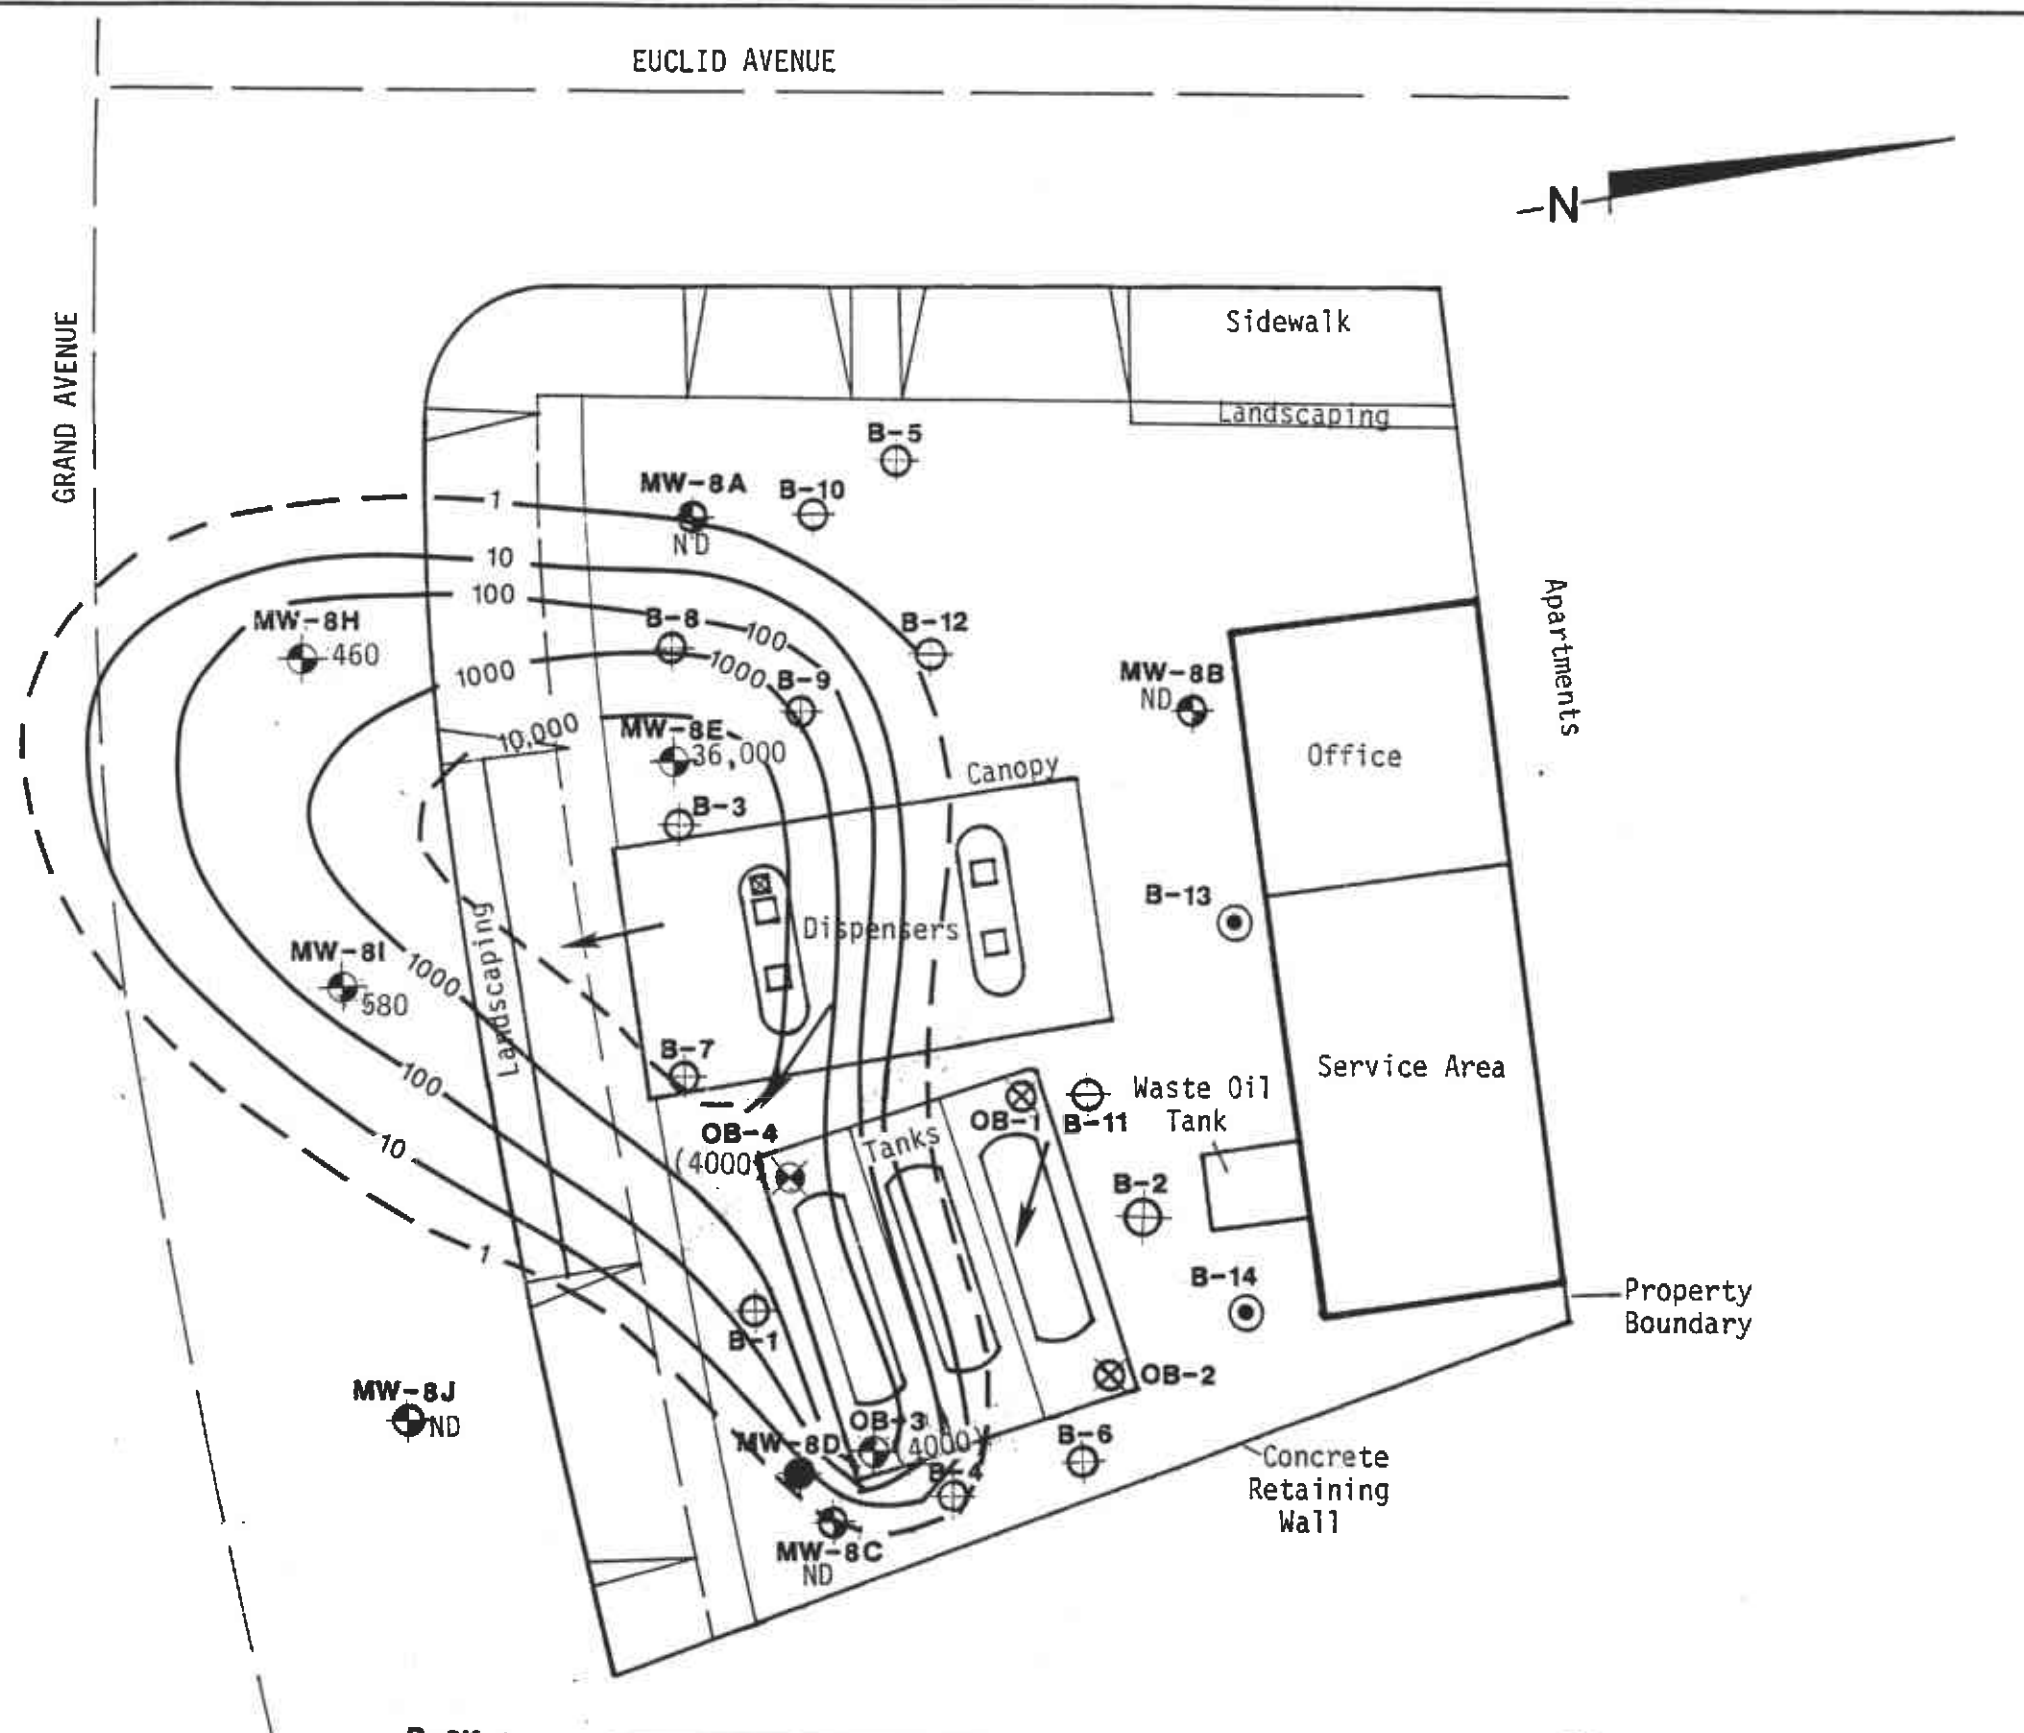 EUCLID AVENUE
N
GRAND AVENUE
Sidewalk
Landscaping
B-5
MW-8A
B-10
ND
1
10
100
MW-8H
460
B-8
100
B-12
1000
1000
B-9
MW-8B
ND
Apartments
10,000
MW-8E
36,000
Office
Canopy
B-3
B-13
Dispensers
Landscaping
MW-8I
580
1000
B-7
Service Area
100
Waste Oil
Tank
OB-1
B-11
OB-4
(4000)
Tanks
10
B-2
1
B-14
Property
Boundary
B-1
OB-2
MW-8J
ND
OB-3
(4000)
MW-8D
B-6
B-4
Concrete
Retaining
Wall
MW-8C
ND